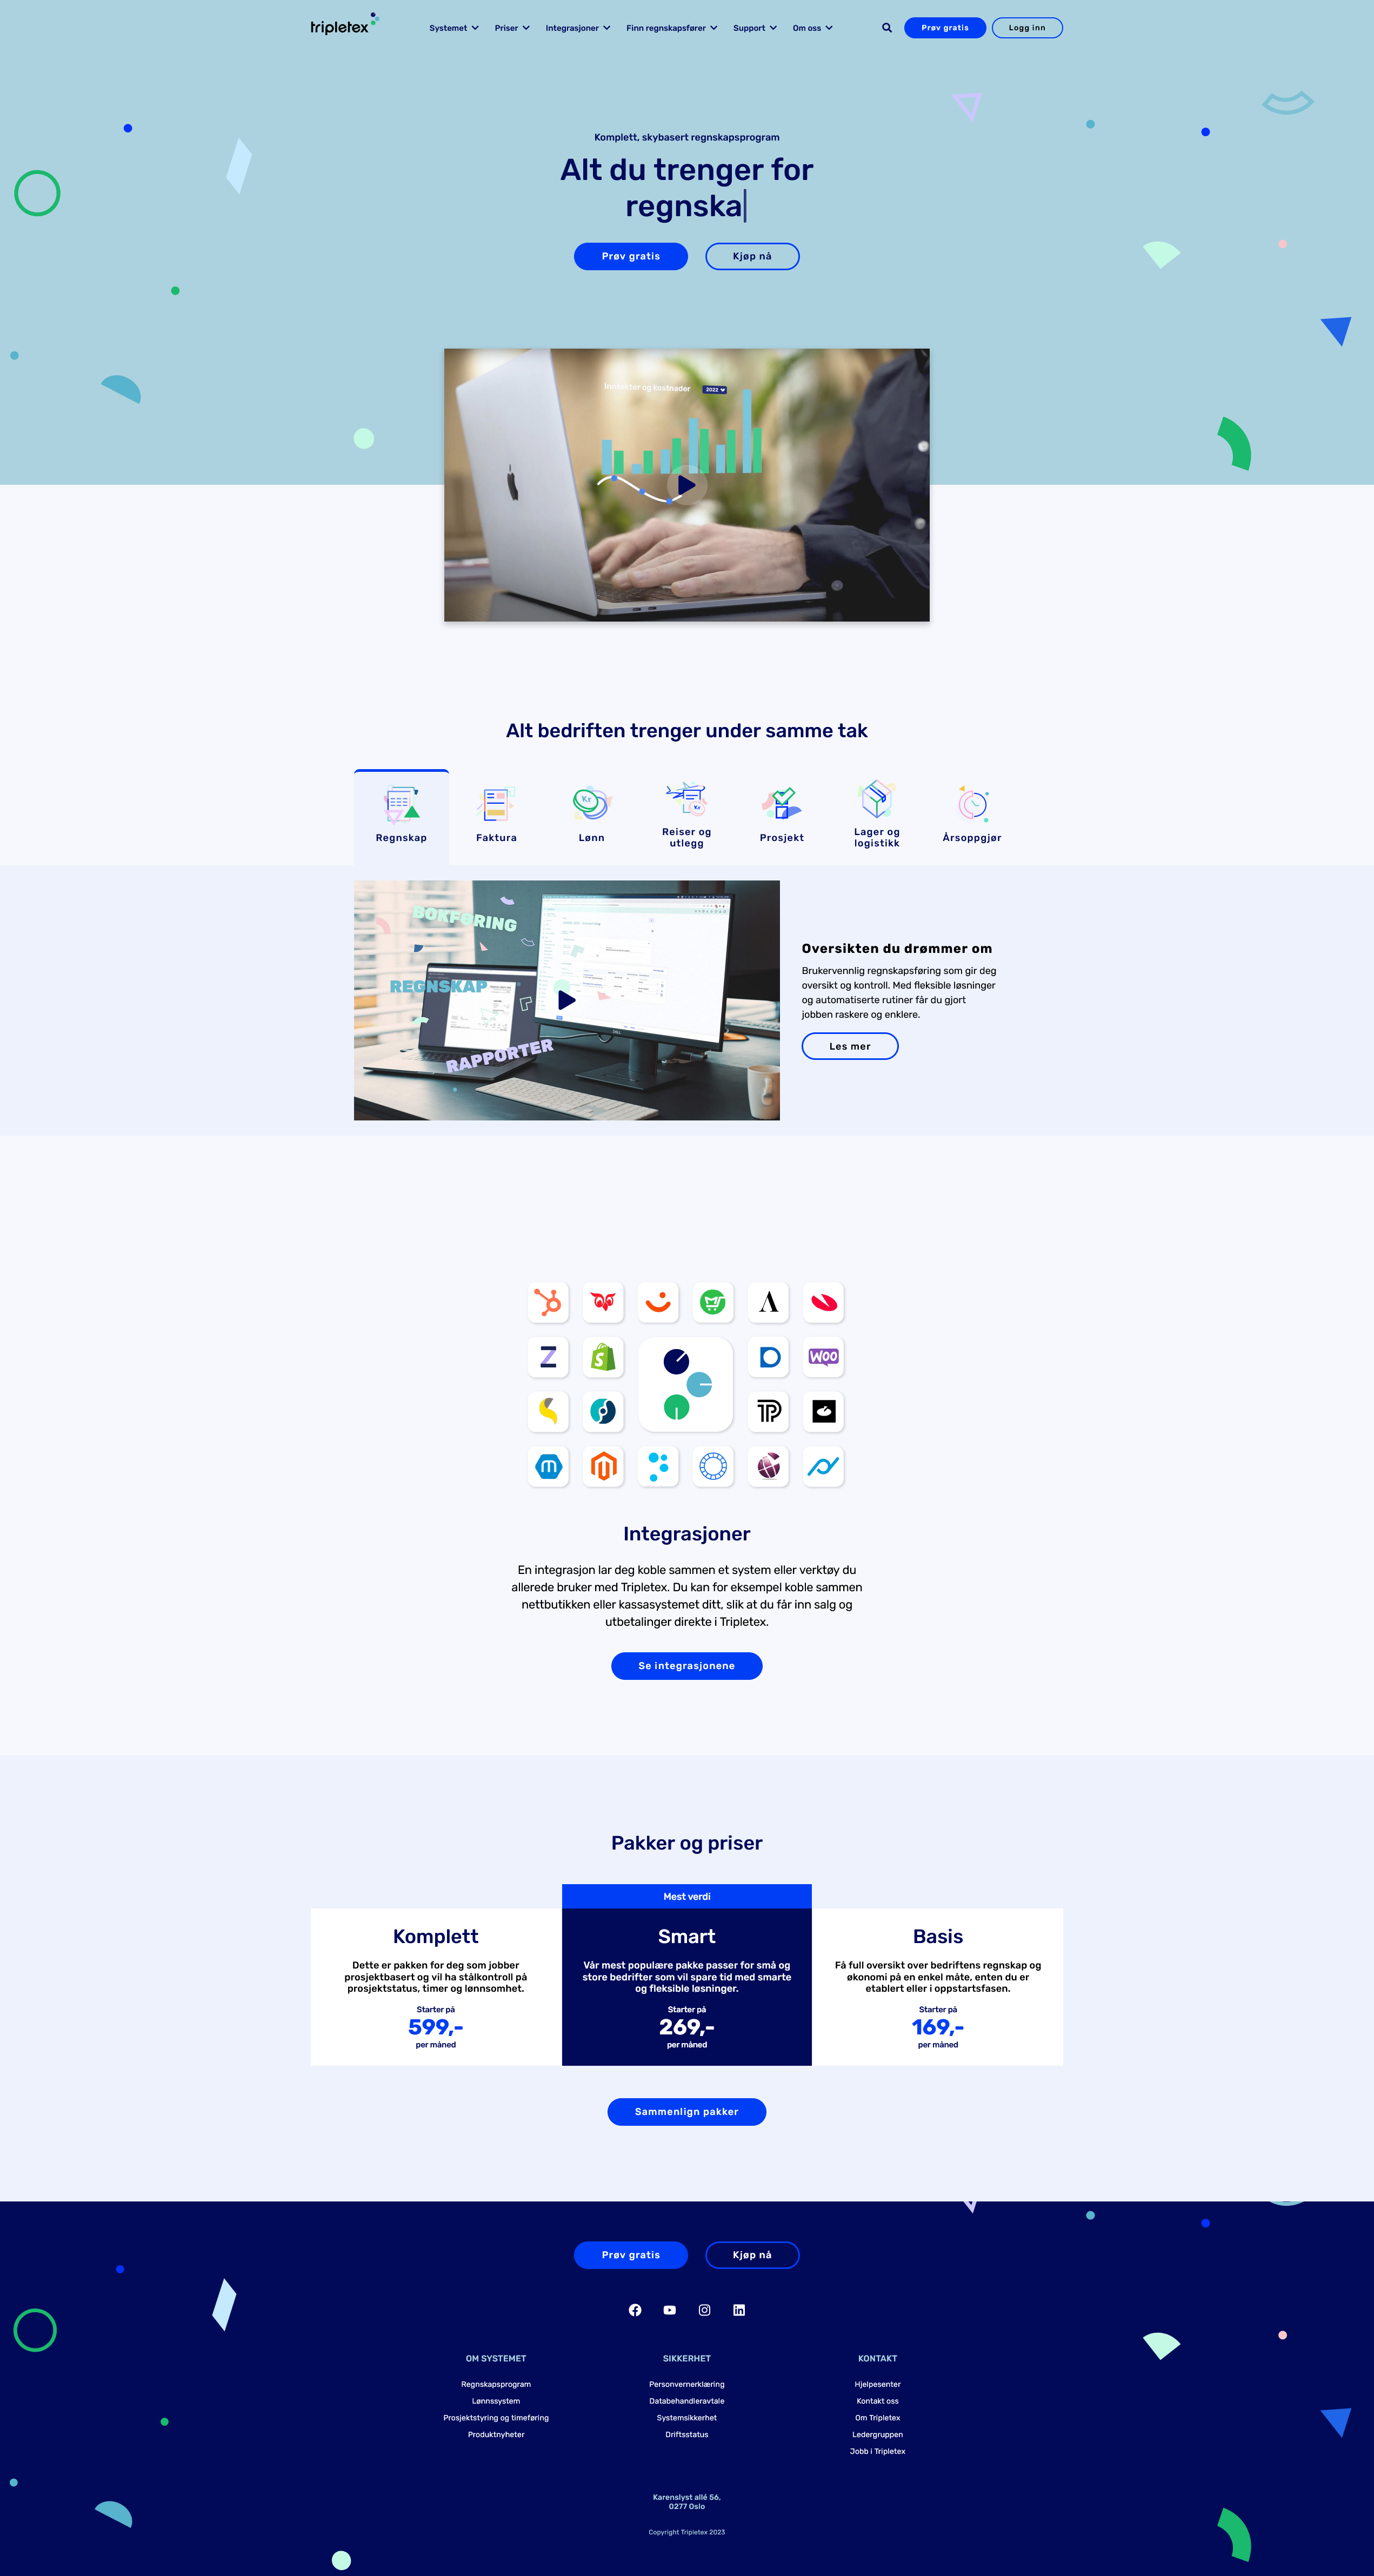 tripletex
Systemet
Priser
Integrasjoner
Finn regnskapsfører
Support
Om oss
Prøv gratis
Logg inn
Komplett, skybasert regnskapsprogram
Alt du trenger for
regnska
Prøv gratis
Kjøp nå
og kostnader
2022
Alt bedriften trenger under samme tak
Regnskap
Faktura
Lønn
Reiser og
utlegg
Prosjekt
Lager og
logistikk
Årsoppgjør
BOKFØRING
REGNSKAP
RAPPORTER
Oversikten du drømmer om
Brukervennlig regnskapsføring som gir deg
oversikt og kontroll. Med fleksible løsninger
og automatiserte rutiner får du gjort
jobben raskere og enklere.
Les mer
WOO
Integrasjoner
En integrasjon lar deg koble sammen et system eller verktøy du
allerede bruker med Tripletex. Du kan for eksempel koble sammen
nettbutikken eller kassasystemet ditt, slik at du får inn salg og
utbetalinger direkte i Tripletex.
Se integrasjonene
Pakker og priser
Mest verdi
Komplett
Dette er pakken for deg som jobber
prosjektbasert og vil ha stålkontroll på
prosjektstatus, timer og lønnsomhet.
Starter på
599,-
per måned
Smart
Vår mest populære pakke passer for små og
store bedrifter som vil spare tid med smarte
og fleksible løsninger.
Starter på
269,-
per måned
Basis
Få full oversikt over bedriftens regnskap og
økonomi på en enkel måte, enten du er
etablert eller i oppstartsfasen.
Starter på
169,-
per måned
Sammenlign pakker
Prøv gratis
Kjøp nå
OM SYSTEMET
Regnskapsprogram
Lønnssystem
Prosjektstyring og timeføring
Produktnyheter
SIKKERHET
Personvernerklæring
Databehandleravtale
Systemsikkerhet
Driftsstatus
KONTAKT
Hjelpesenter
Kontakt oss
Om Tripletex
Ledergruppen
Jobb i Tripletex
Karenslyst allé 56,
0277 Oslo
Copyright Tripletex 2023